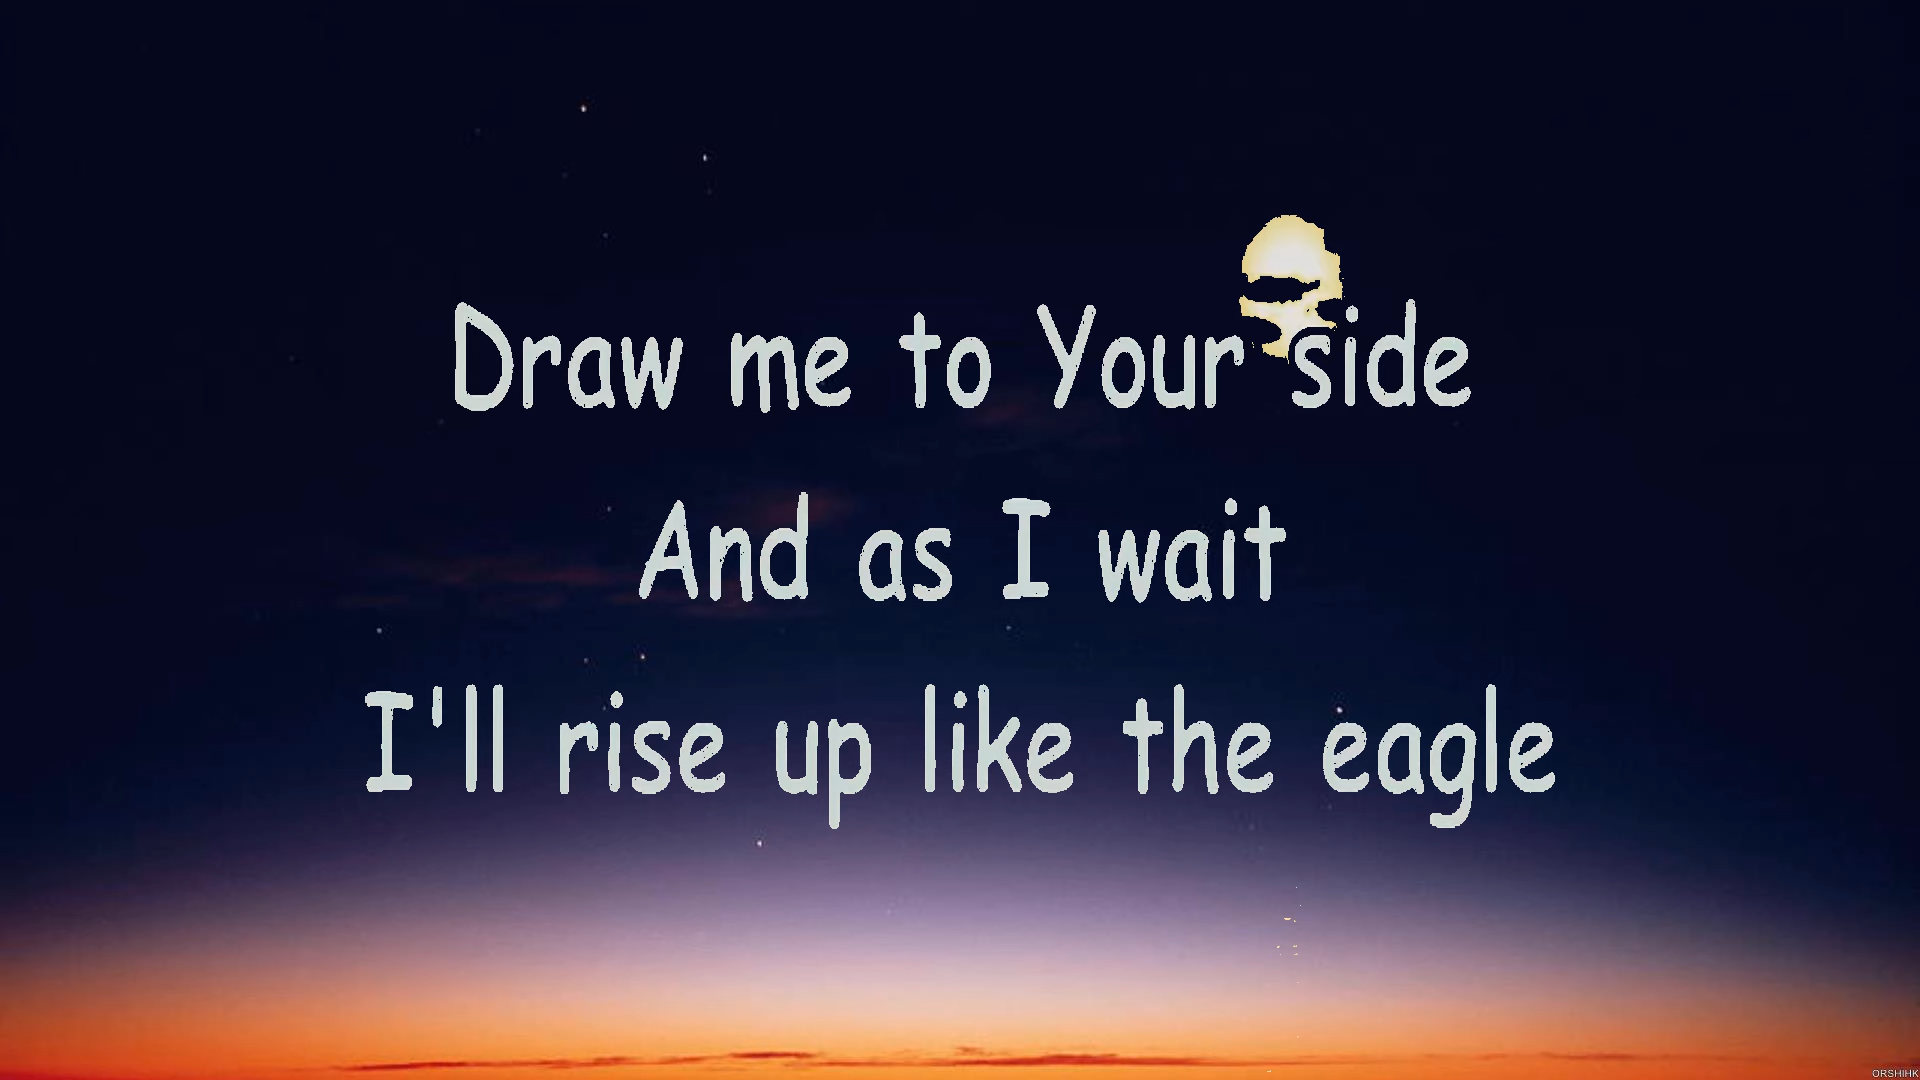 Draw me to Your side
And as I wait
I'll rise up like the eagle
ORSHIHK